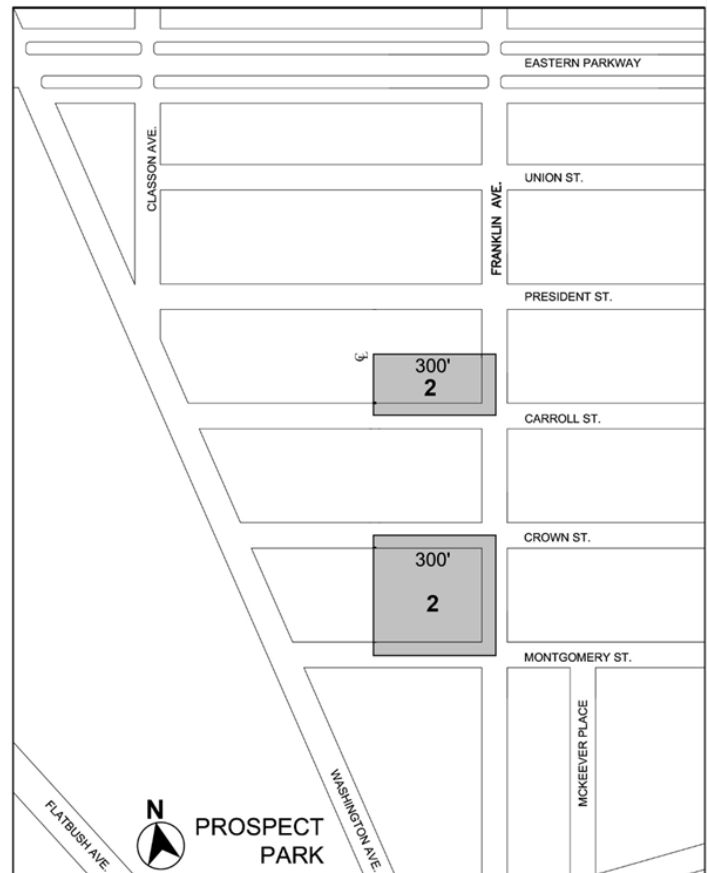 EASTERN PARKWAY
CLASSON AVE.
UNION ST.
FRANKLIN AVE.
PRESIDENT ST.
℄
300'
2
CARROLL ST.
CROWN ST.
300'
2
MONTGOMERY ST.
MCKEEVER PLACE
WASHINGTON AVE.
FLATBUSH AVE.
N
PROSPECT
PARK